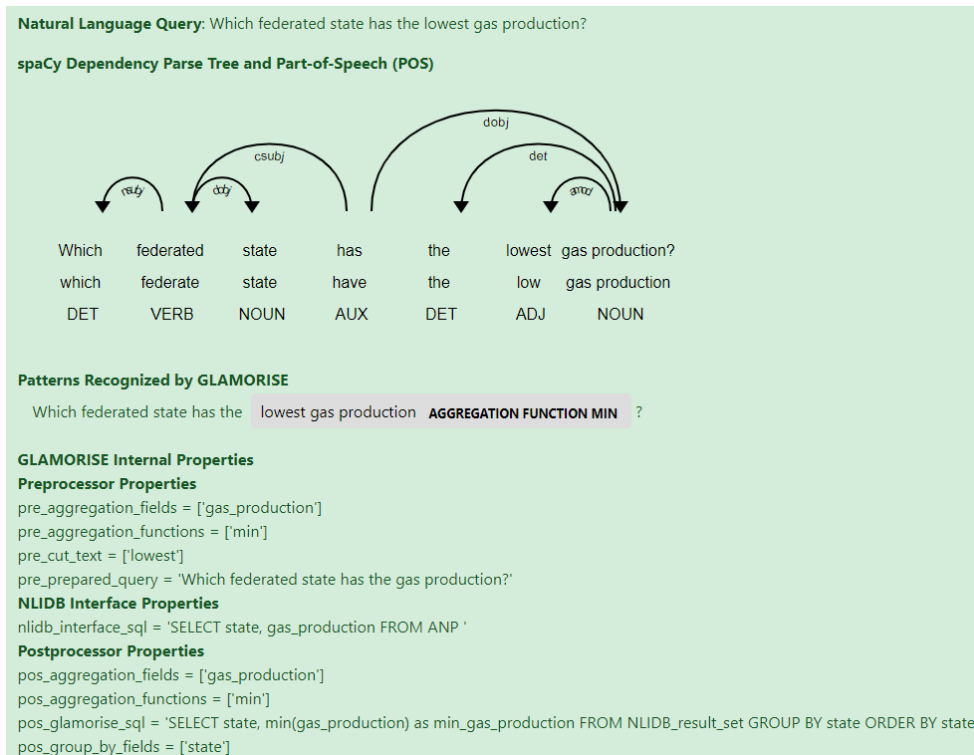 Natural Language Query: Which federated state has the lowest gas production?
spaCy Dependency Parse Tree and Part-of-Speech (POS)
dobj
csubj
det
nsubj
dobj
amod
Which federated state has the lowest gas production?
which federate state have the low gas production
DET VERB NOUN AUX DET ADJ NOUN
Patterns Recognized by GLAMORISE
Which federated state has the lowest gas production AGGREGATION FUNCTION MIN ?
GLAMORISE Internal Properties
Preprocessor Properties
pre_aggregation_fields = ['gas_production']
pre_aggregation_functions = ['min']
pre_cut_text = ['lowest']
pre_prepared_query = 'Which federated state has the gas production?'
NLIDB Interface Properties
nlidb_interface_sql = 'SELECT state, gas_production FROM ANP '
Postprocessor Properties
pos_aggregation_fields = ['gas_production']
pos_aggregation_functions = ['min']
pos_glamorise_sql = 'SELECT state, min(gas_production) as min_gas_production FROM NLIDB_result_set GROUP BY state ORDER BY state
pos_group_by_fields = ['state']